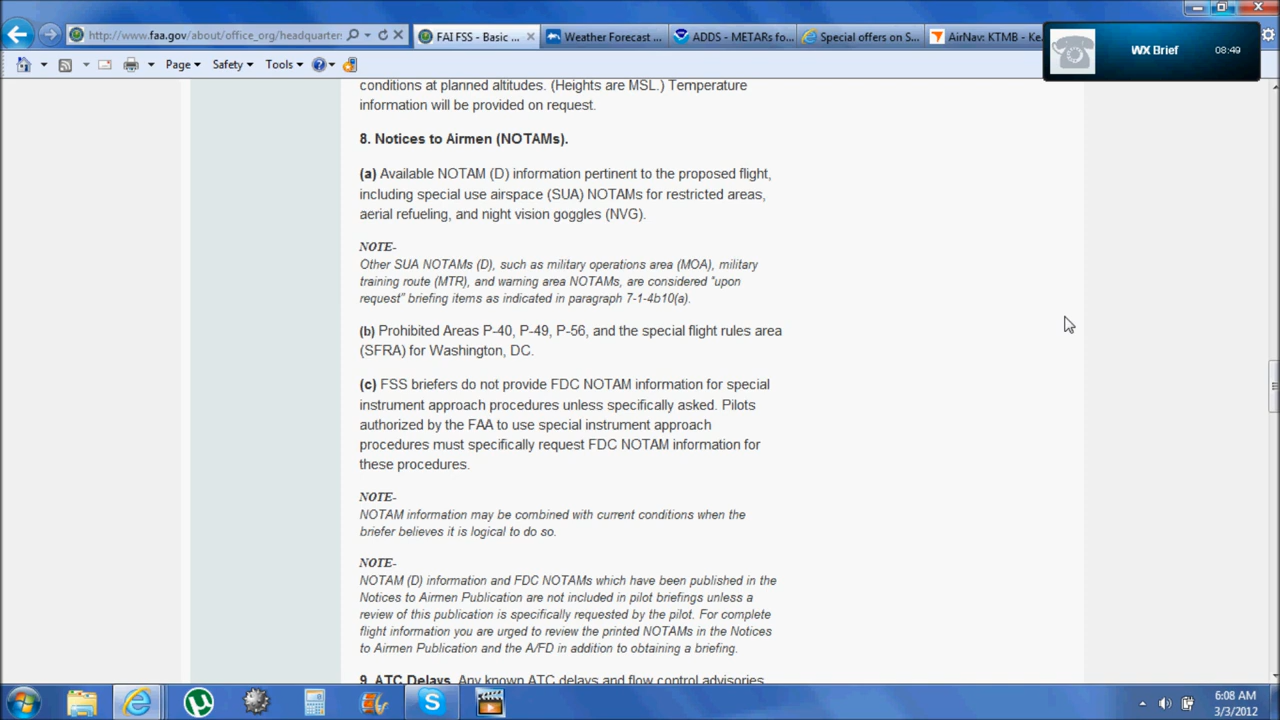 http://www.faa.gov/about/office_org/headquarter:
FAI FSS - Basic ...
Weather Forecast ...
ADDS - METARs fo...
Special offers on S...
AirNav: KTMB - Ke...
WX Brief
08:49
Page
Safety
Tools
conditions at planned altitudes. (Heights are MSL.) Temperature
information will be provided on request.
8. Notices to Airmen (NOTAMs).
(a) Available NOTAM (D) information pertinent to the proposed flight,
including special use airspace (SUA) NOTAMs for restricted areas,
aerial refueling, and night vision goggles (NVG).
NOTE-
Other SUA NOTAMs (D), such as military operations area (MOA), military
training route (MTR), and warning area NOTAMs, are considered “upon
request” briefing items as indicated in paragraph 7-1-4b10(a).
(b) Prohibited Areas P-40, P-49, P-56, and the special flight rules area
(SFRA) for Washington, DC.
(c) FSS briefers do not provide FDC NOTAM information for special
instrument approach procedures unless specifically asked. Pilots
authorized by the FAA to use special instrument approach
procedures must specifically request FDC NOTAM information for
these procedures.
NOTE-
NOTAM information may be combined with current conditions when the
briefer believes it is logical to do so.
NOTE-
NOTAM (D) information and FDC NOTAMs which have been published in the
Notices to Airmen Publication are not included in pilot briefings unless a
review of this publication is specifically requested by the pilot. For complete
flight information you are urged to review the printed NOTAMs in the Notices
to Airmen Publication and the A/FD in addition to obtaining a briefing.
9. ATC Delays. Any known ATC delays and flow control advisories
6:08 AM
3/3/2012